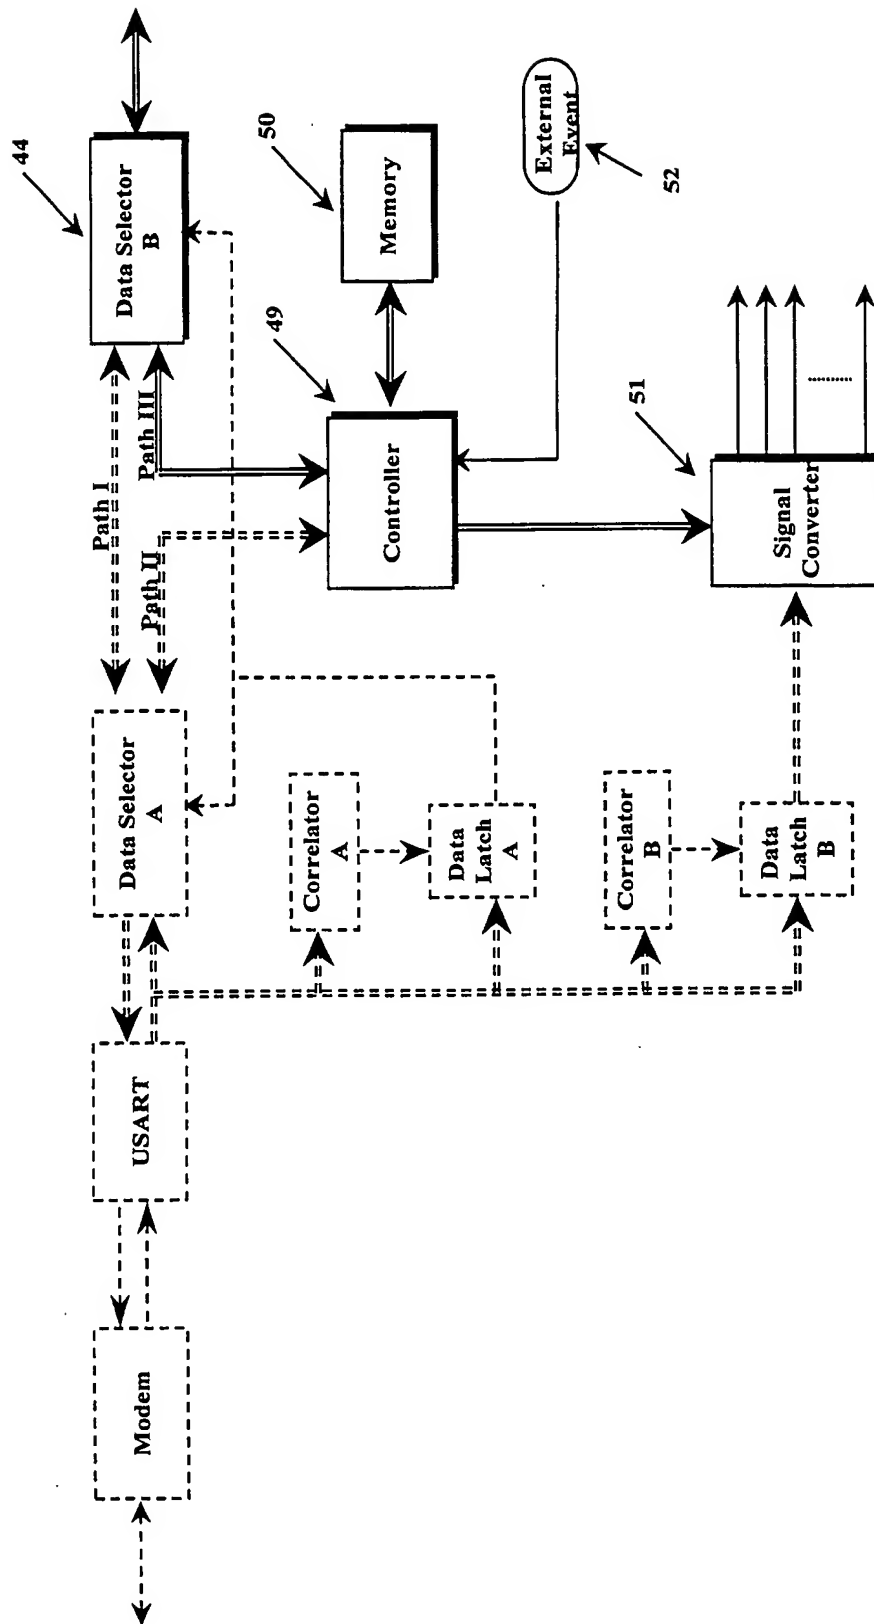 Modem
USART
Data Selector
A
Path I
Path II
Path III
Data Selector
B
44
Correlator
A
Data
Latch
A
Controller
49
Memory
50
External
Event
52
Correlator
B
Data
Latch
B
Signal
Converter
51